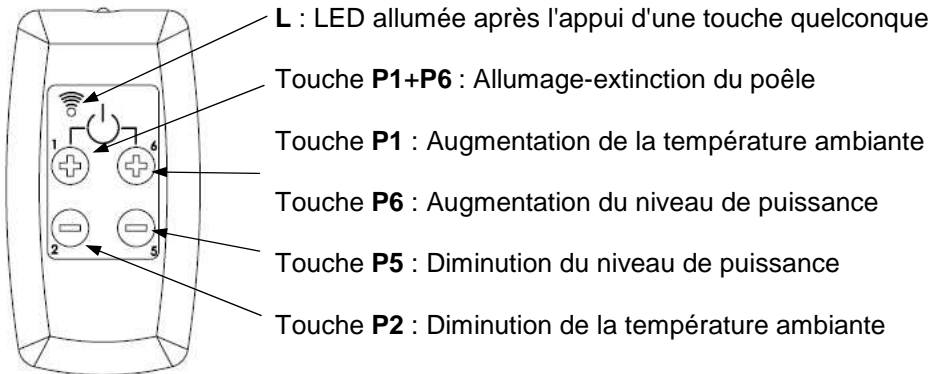 L : LED allumée après l'appui d'une touche quelconque
Touche P1+P6 : Allumage-extinction du poêle
1 6
Touche P1 : Augmentation de la température ambiante
Touche P6 : Augmentation du niveau de puissance
2 5
Touche P5 : Diminution du niveau de puissance
Touche P2 : Diminution de la température ambiante